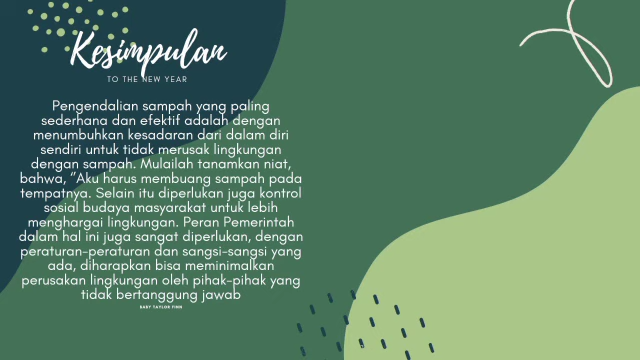 Kesimpulan
TO THE NEW YEAR
Pengendalian sampah yang paling
sederhana dan efektif adalah dengan
menumbuhkan kesadaran dari dalam diri
sendiri untuk tidak merusak lingkungan
dengan sampah. Mulailah tanamkan niat,
bahwa, “Aku harus membuang sampah pada
tempatnya. Selain itu diperlukan juga kontrol
sosial budaya masyarakat untuk lebih
menghargai lingkungan. Peran Pemerintah
dalam hal ini juga sangat diperlukan, dengan
peraturan-peraturan dan sangsi-sangsi yang
ada, diharapkan bisa meminimalkan
perusakan lingkungan oleh pihak-pihak yang
tidak bertanggung jawab